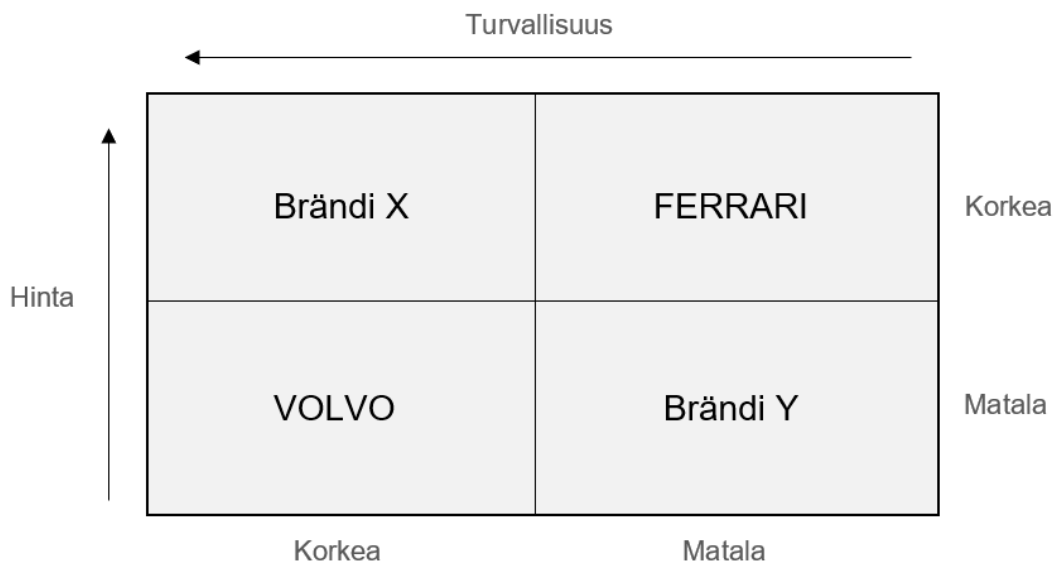 Turvallisuus
Brändi X
FERRARI
Korkea
Hinta
VOLVO
Brändi Y
Matala
Korkea
Matala